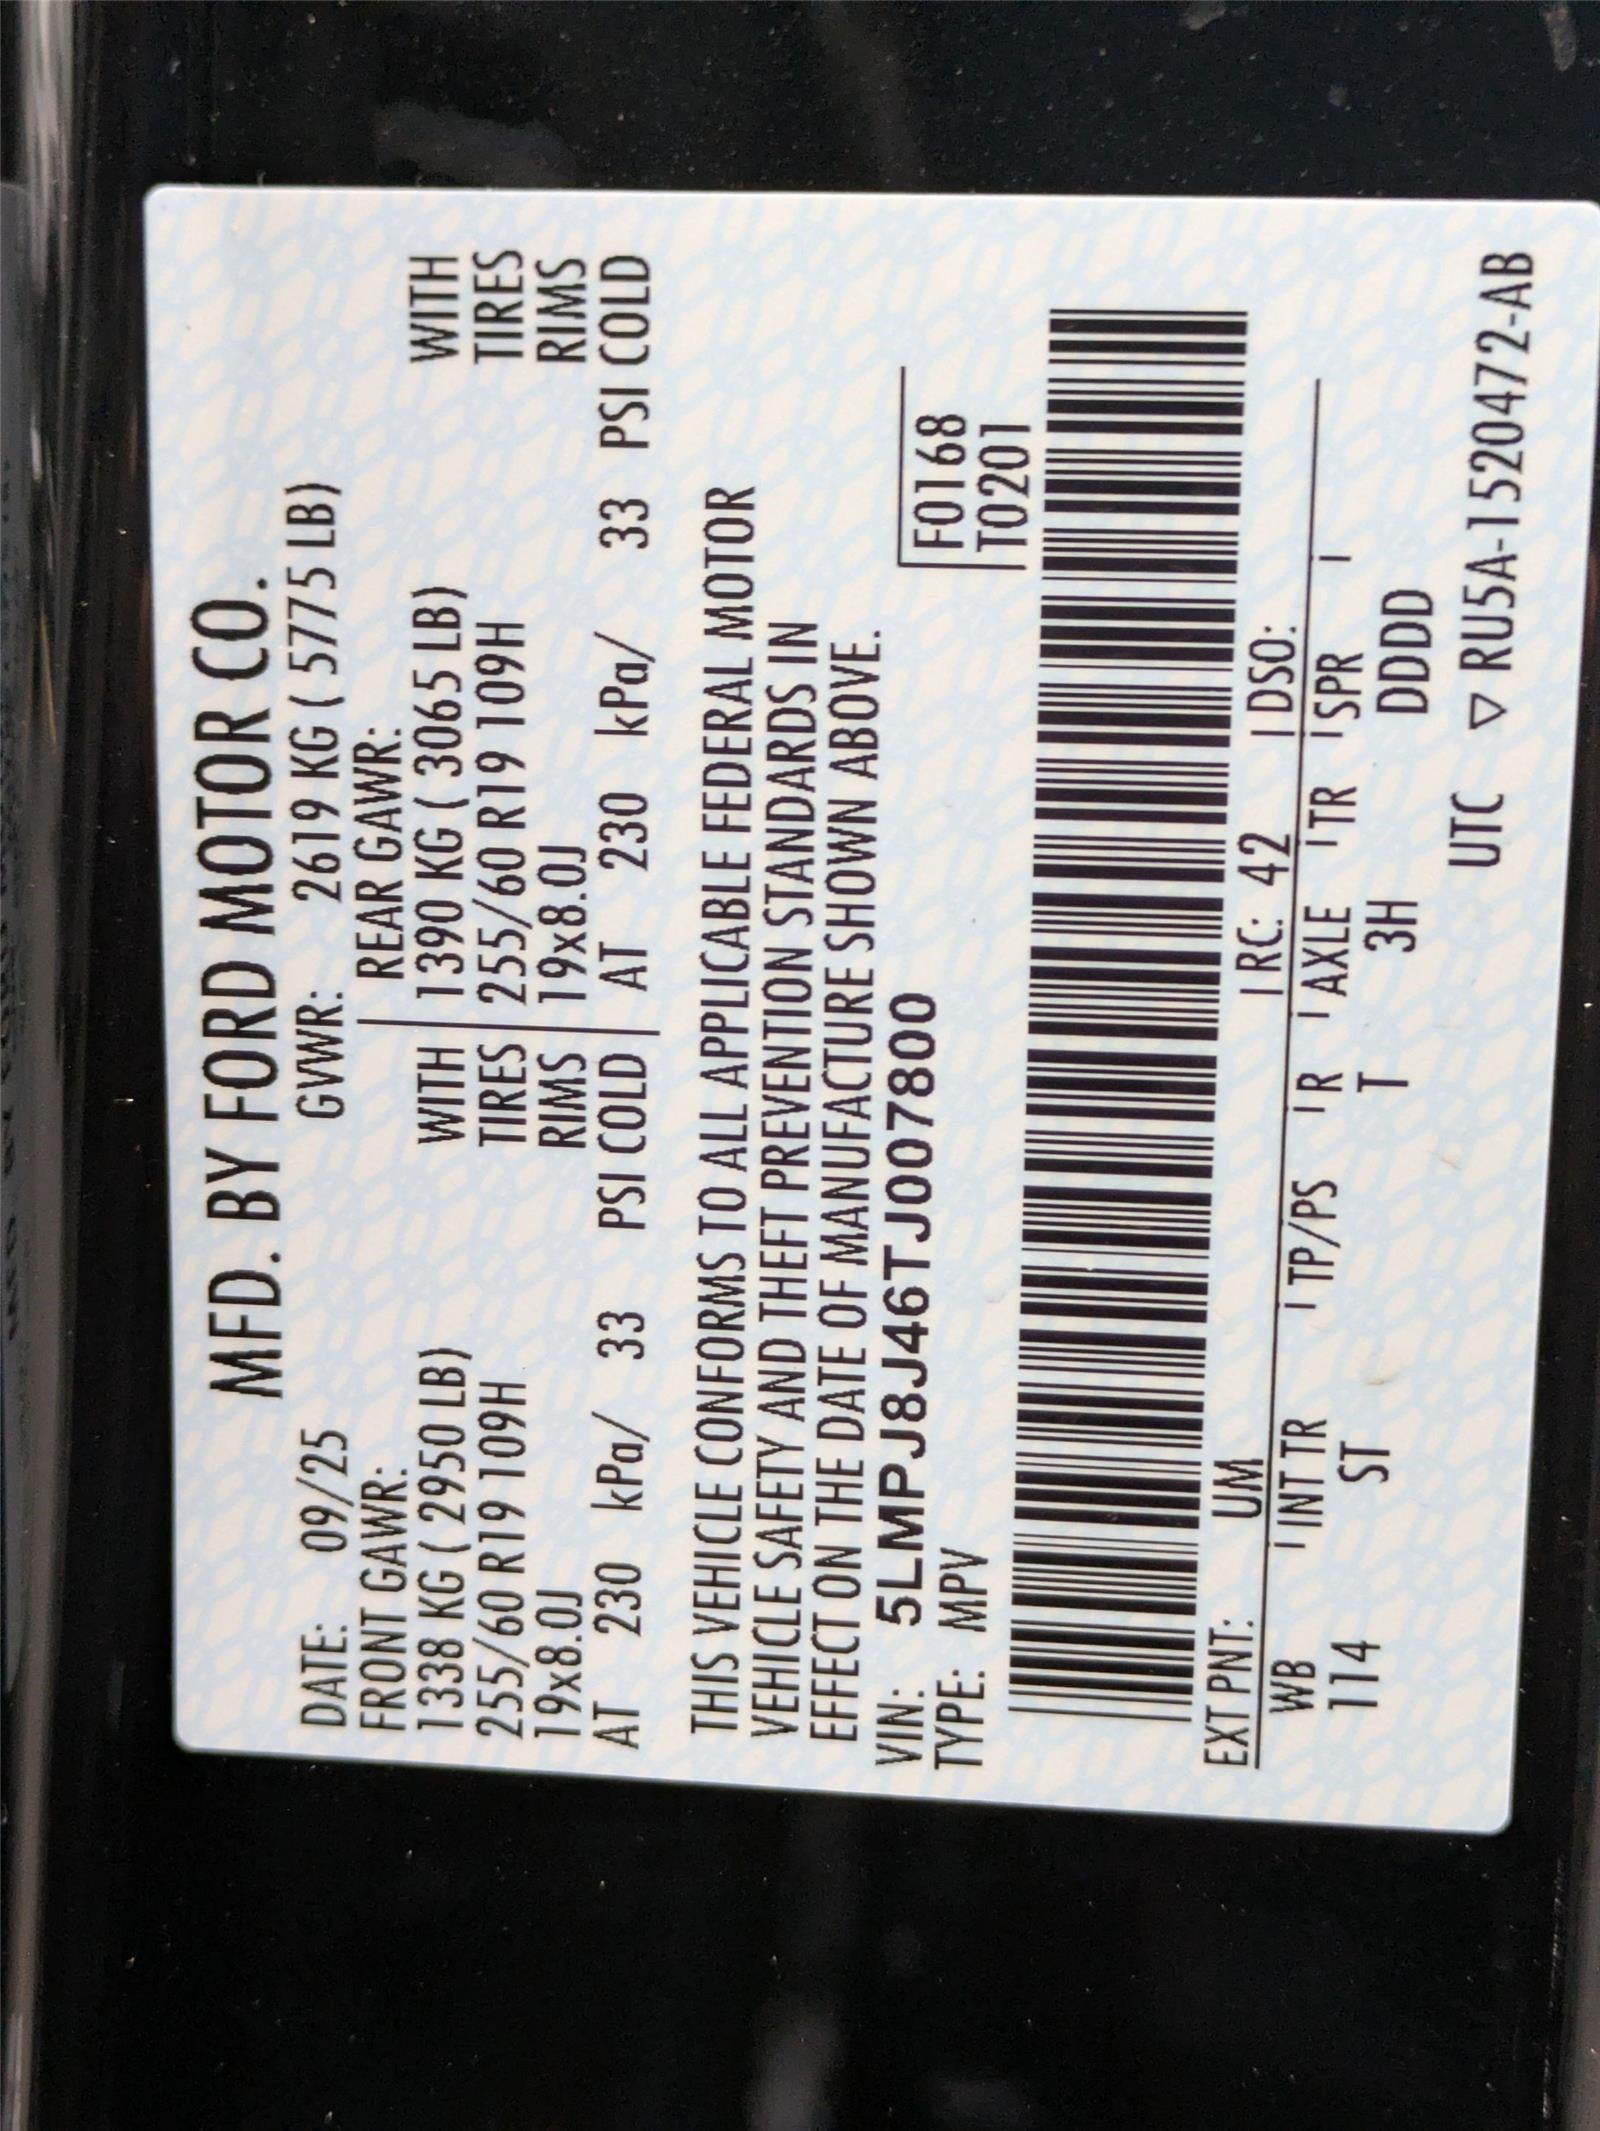 MFD. BY FORD MOTOR CO.
DATE: 09/25 GVWR: 2619 KG ( 5775 LB)
FRONT GAWR: REAR GAWR:
1338 KG ( 2950 LB) WITH 1390 KG ( 3065 LB) WITH
255/60 R19 109H TIRES 255/60 R19 109H TIRES
19x8.0J RIMS 19x8.0J RIMS
AT 230 kPa/ 33 PSI COLD AT 230 kPa/ 33 PSI COLD
THIS VEHICLE CONFORMS TO ALL APPLICABLE FEDERAL MOTOR
VEHICLE SAFETY AND THEFT PREVENTION STANDARDS IN
EFFECT ON THE DATE OF MANUFACTURE SHOWN ABOVE.
VIN: 5LMPJ8J46TJ007800
TYPE: MPV
F0168
T0201
EXT PNT: UM RC: 42 DSO:
WB INT TR TP/PS R AXLE TR SPR
114 ST T 3H DDDD
UTC ▽ RU5A-1520472-AB